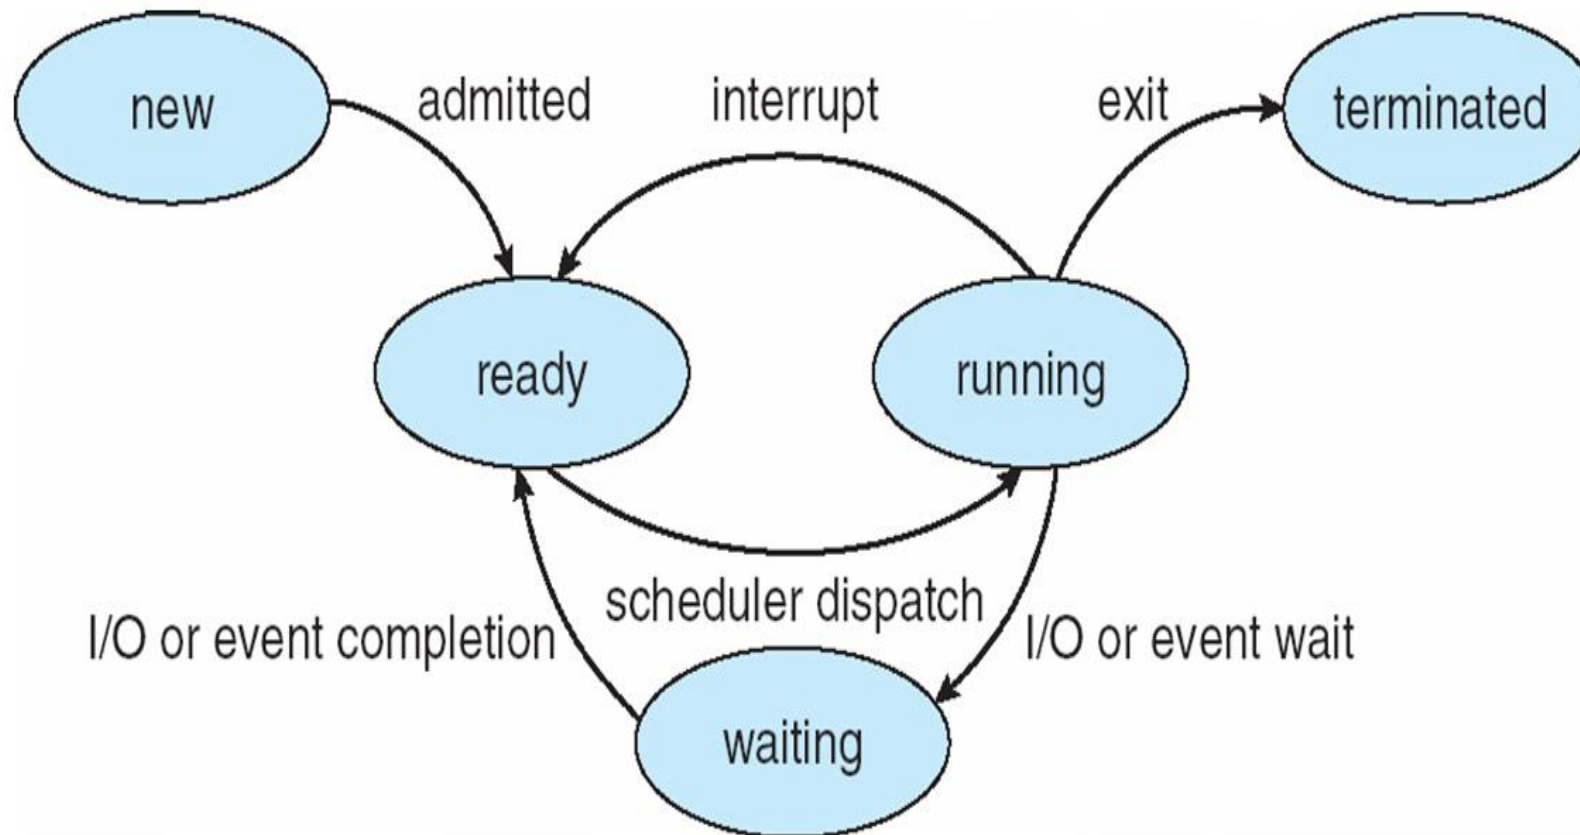 new
admitted
interrupt
exit
terminated
ready
running
scheduler dispatch
I/O or event completion
I/O or event wait
waiting